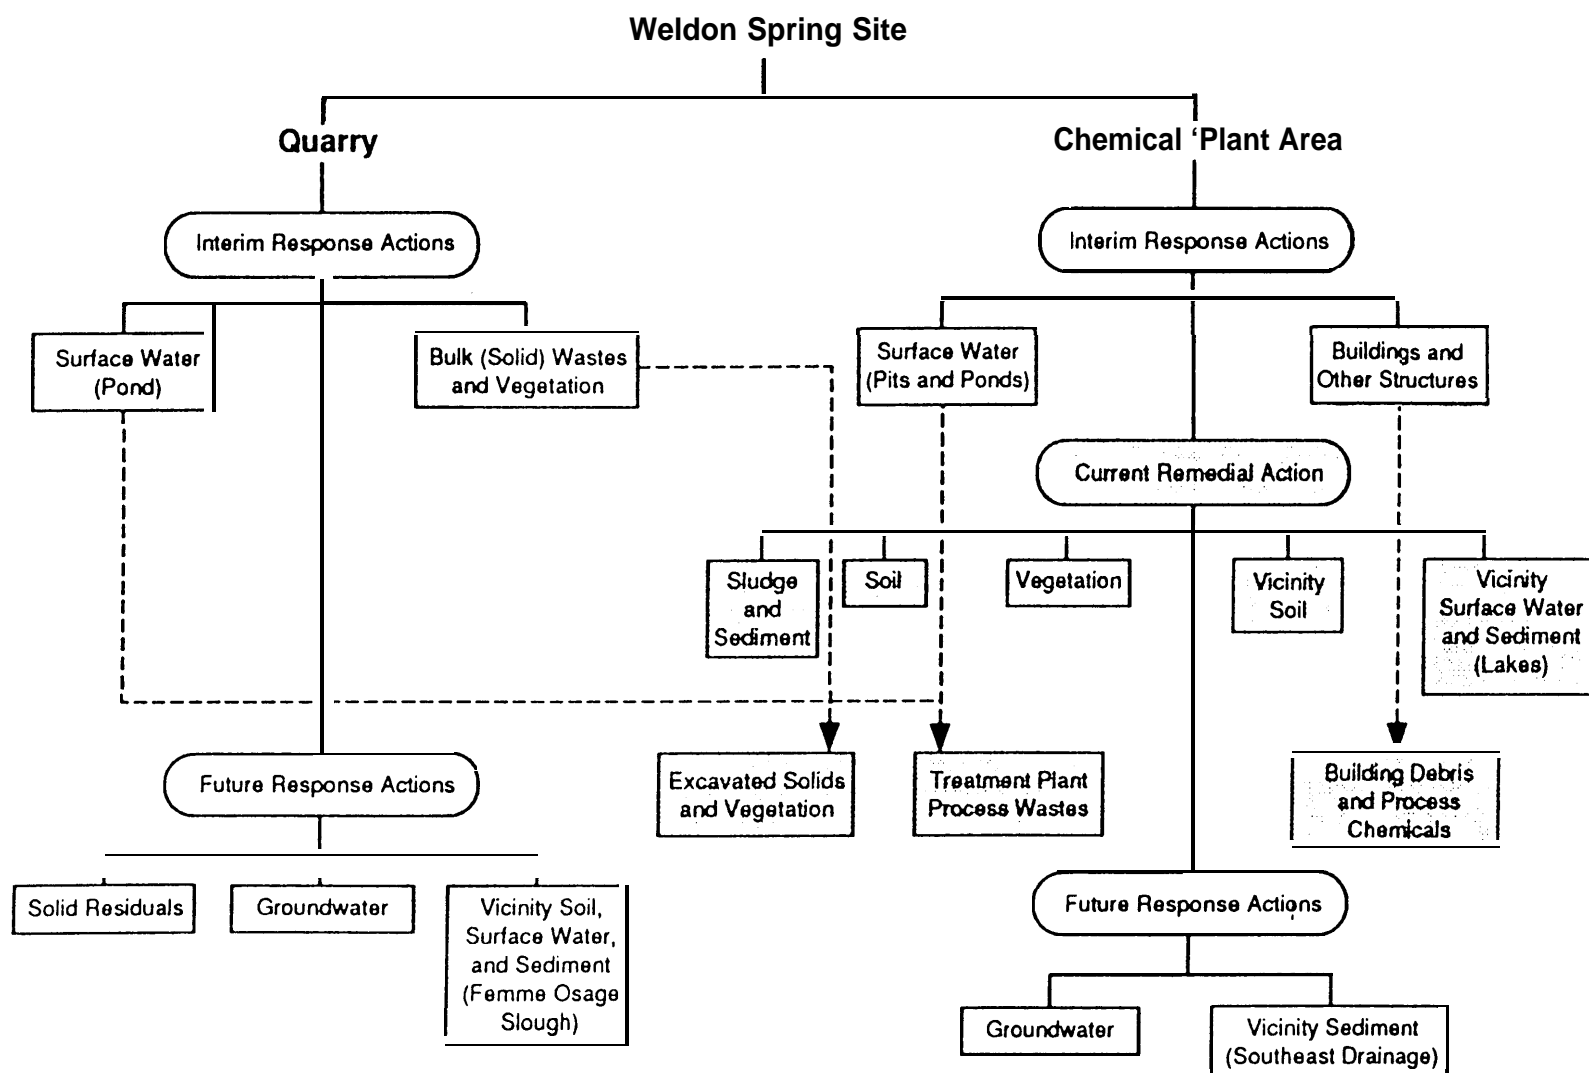 Weldon Spring Site
Quarry
Chemical ‘Plant Area
Interim Response Actions
Interim Response Actions
Surface Water
(Pond)
Bulk (Solid) Wastes
and Vegetation
Surface Water
(Pits and Ponds)
Buildings and
Other Structures
Current Remedial Action
Sludge
and
Sediment
Soil
Vegetation
Vicinity
Soil
Vicinity
Surface Water
and Sediment
(Lakes)
Future Response Actions
Excavated Solids
and Vegetation
Treatment Plant
Process Wastes
Building Debris
and Process
Chemicals
Solid Residuals
Groundwater
Vicinity Soil,
Surface Water,
and Sediment
(Femme Osage
Slough)
Future Response Actions
Groundwater
Vicinity Sediment
(Southeast Drainage)